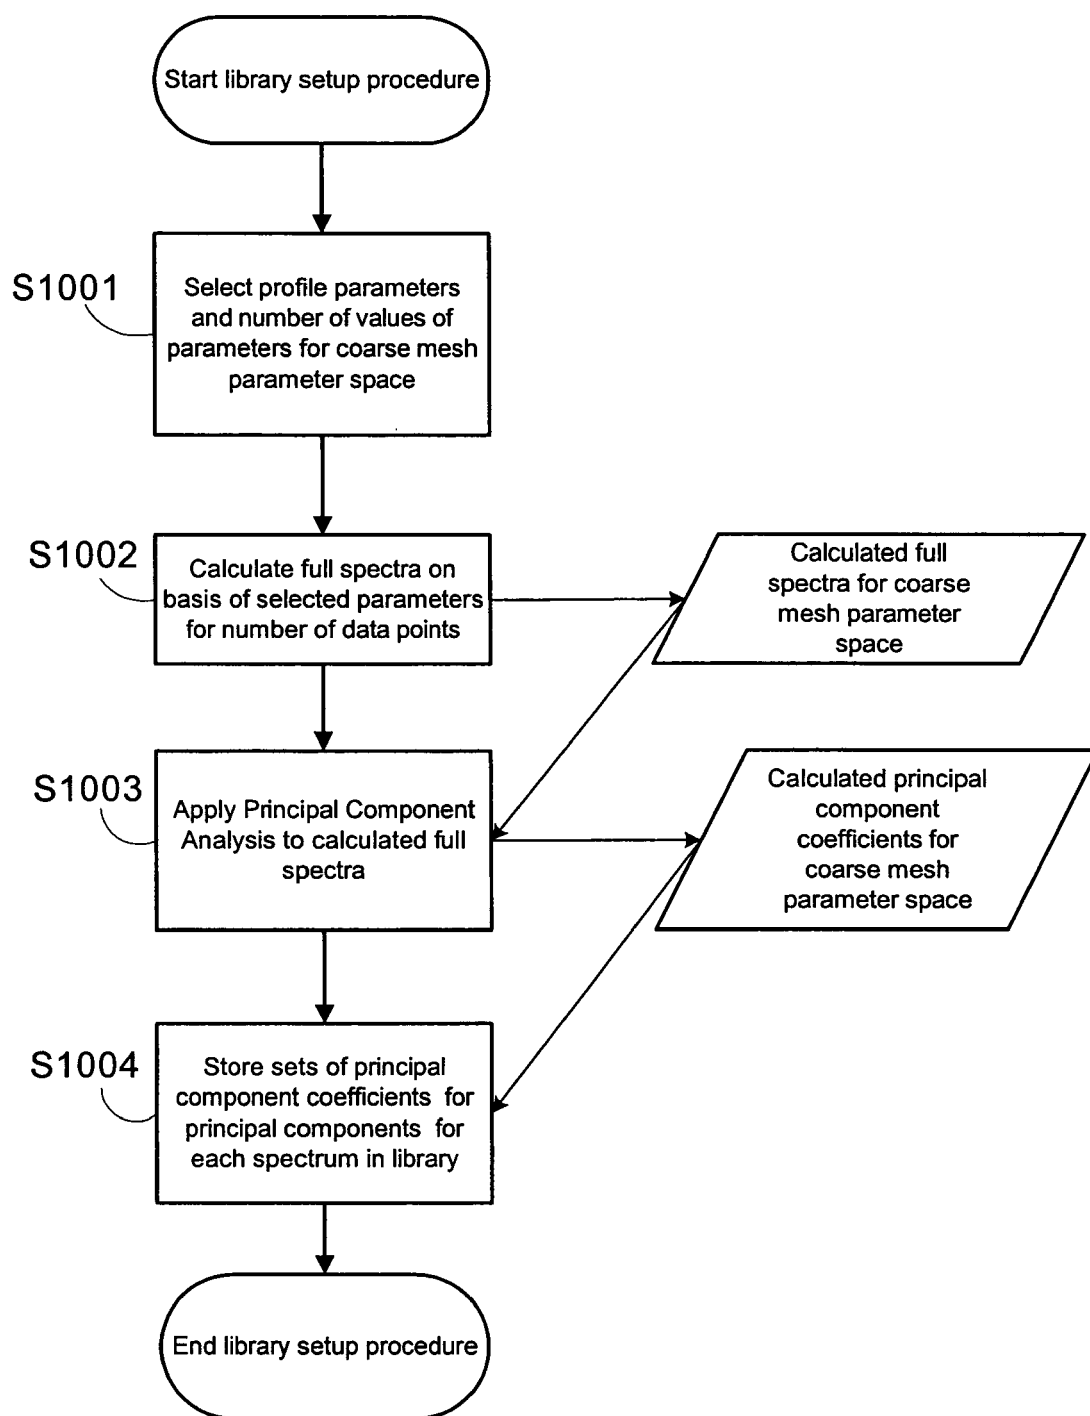 Start library setup procedure
S1001
Select profile parameters
and number of values of
parameters for coarse mesh
parameter space
S1002
Calculate full spectra on
basis of selected parameters
for number of data points
Calculated full
spectra for coarse
mesh parameter
space
S1003
Apply Principal Component
Analysis to calculated full
spectra
Calculated principal
component
coefficients for
coarse mesh
parameter space
S1004
Store sets of principal
component coefficients for
principal components for
each spectrum in library
End library setup procedure